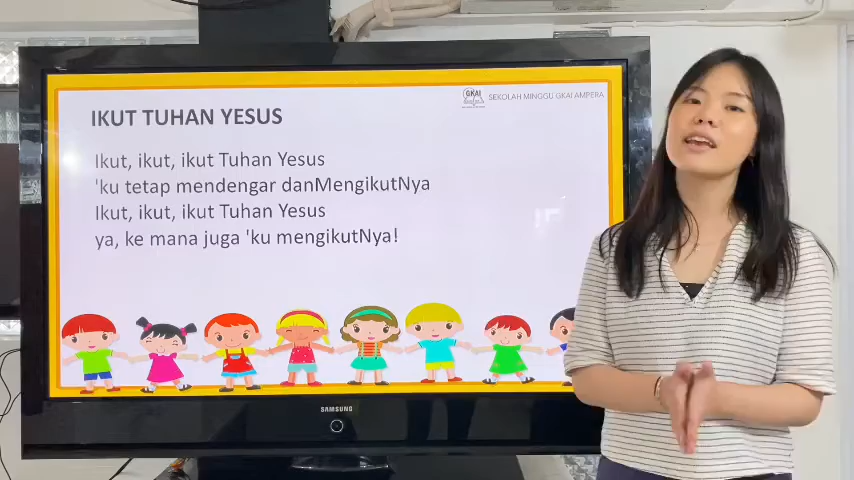 GKAI
SEKOLAH MINGGU GKAI AMPERA
IKUT TUHAN YESUS
Ikut, ikut, ikut Tuhan Yesus
'ku tetap mendengar danMengikutNya
Ikut, ikut, ikut Tuhan Yesus
ya, ke mana juga 'ku mengikutNya!
SAMSUNG